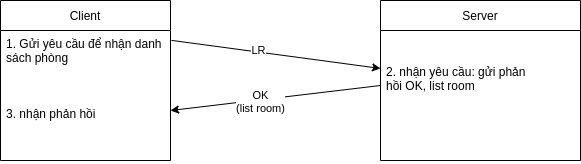 Client
Server
1. Gửi yêu cầu để nhận danh
sách phòng
LR
2. nhận yêu cầu: gửi phản
hồi OK, list room
OK
(list room)
3. nhận phản hồi